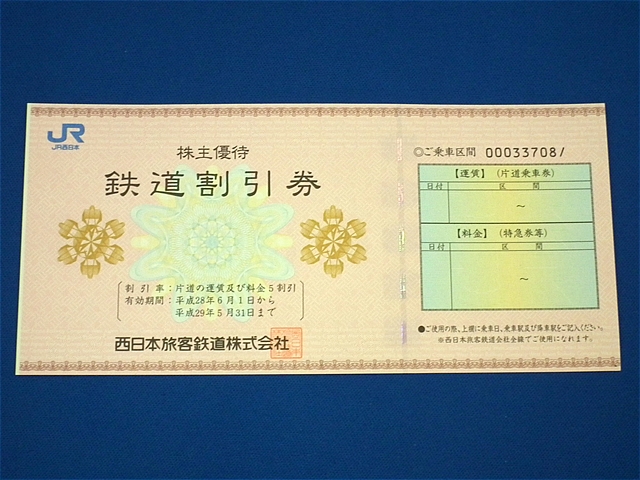 JR
JR西日本
株主優待
鉄道割引券
割引率：片道の運賃及び料金5割引
有効期間：平成28年6月1日から
平成29年5月31日まで
西日本旅客鉄道株式会社
◎ご乗車区間 00033708/
【運賃】（片道乗車券）
日付 区間
～
【料金】（特急券等）
日付 区間
～
●ご使用の際、上欄に乗車日、乗車駅及び降車駅をご記入ください。
※西日本旅客鉄道会社全線でご使用になれます。